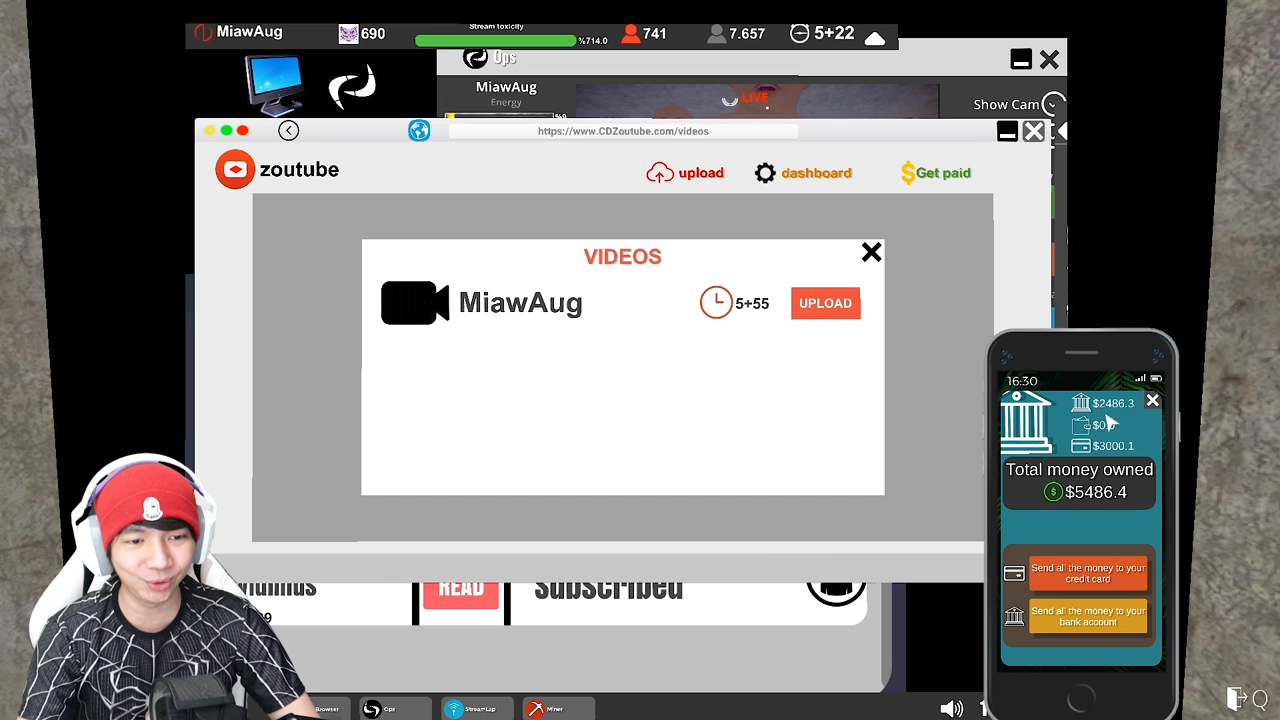 MiawAug
690
Stream toxicity
%714.0
741
7.657
5+22
Ops
MiawAug
Energy
LIVE
Show Cam
https://www.CDZoutube.com/videos
zoutube
upload
dashboard
$Get paid
VIDEOS
MiawAug
5+55
UPLOAD
16:30
$2486.3
$3000.1
Total money owned
$5486.4
Send all the money to your
credit card
Send all the money to your
bank account
READ
Subscribed
Browser
Ops
StreamLup
Miner
Q